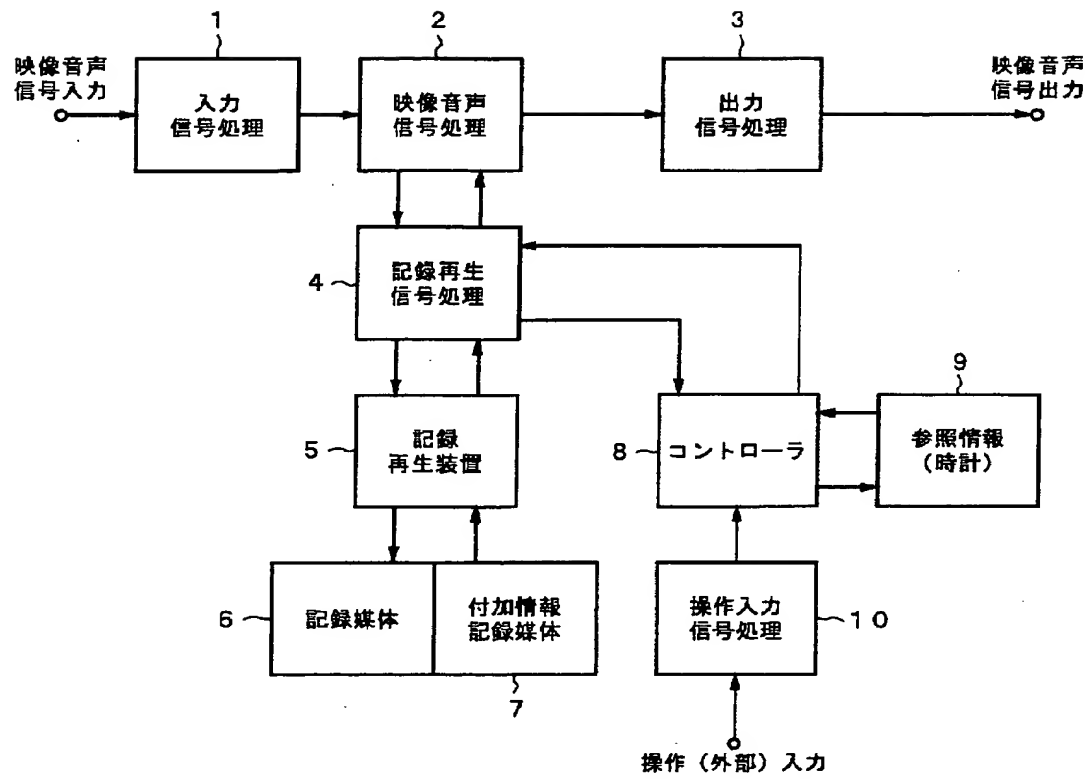 1
2
3
映像音声
信号入力
入力
信号処理
映像音声
信号処理
出力
信号処理
映像音声
信号出力
4
記録再生
信号処理
5
記録
再生装置
8
コントローラ
9
参照情報
(時計)
6
記録媒体
付加情報
記録媒体
7
操作入力
信号処理
10
操作(外部)入力